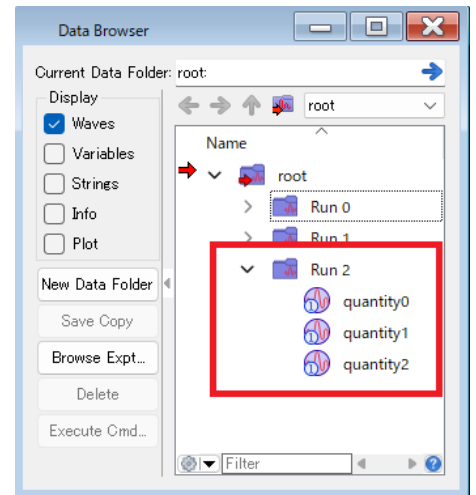 Data Browser
Current Data Folder: root:
Display
Waves
Variables
Strings
Info
Plot
New Data Folder
Save Copy
Browse Expt...
Delete
Execute Cmd...
root
Name
root
Run 0
Run 1
Run 2
quantity0
quantity1
quantity2
Filter